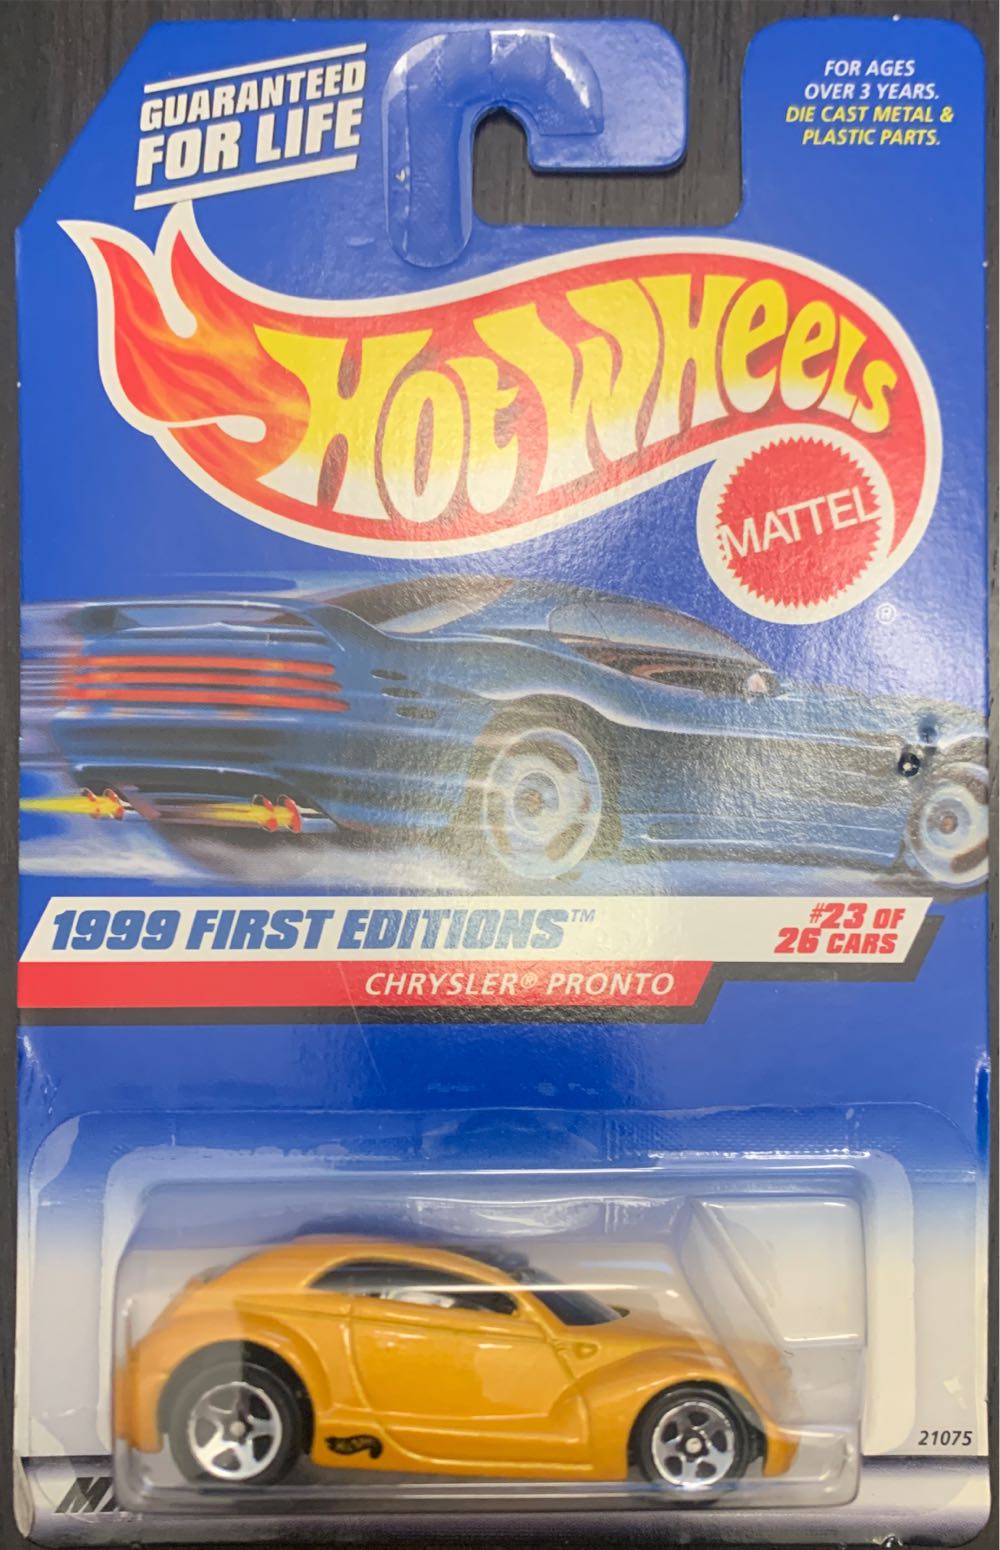 GUARANTEED
FOR LIFE
FOR AGES
OVER 3 YEARS.
DIE CAST METAL &
PLASTIC PARTS.
HOT WHEELS
MATTEL
®
1999 FIRST EDITIONS™
#23 OF
26 CARS
CHRYSLER® PRONTO
21075